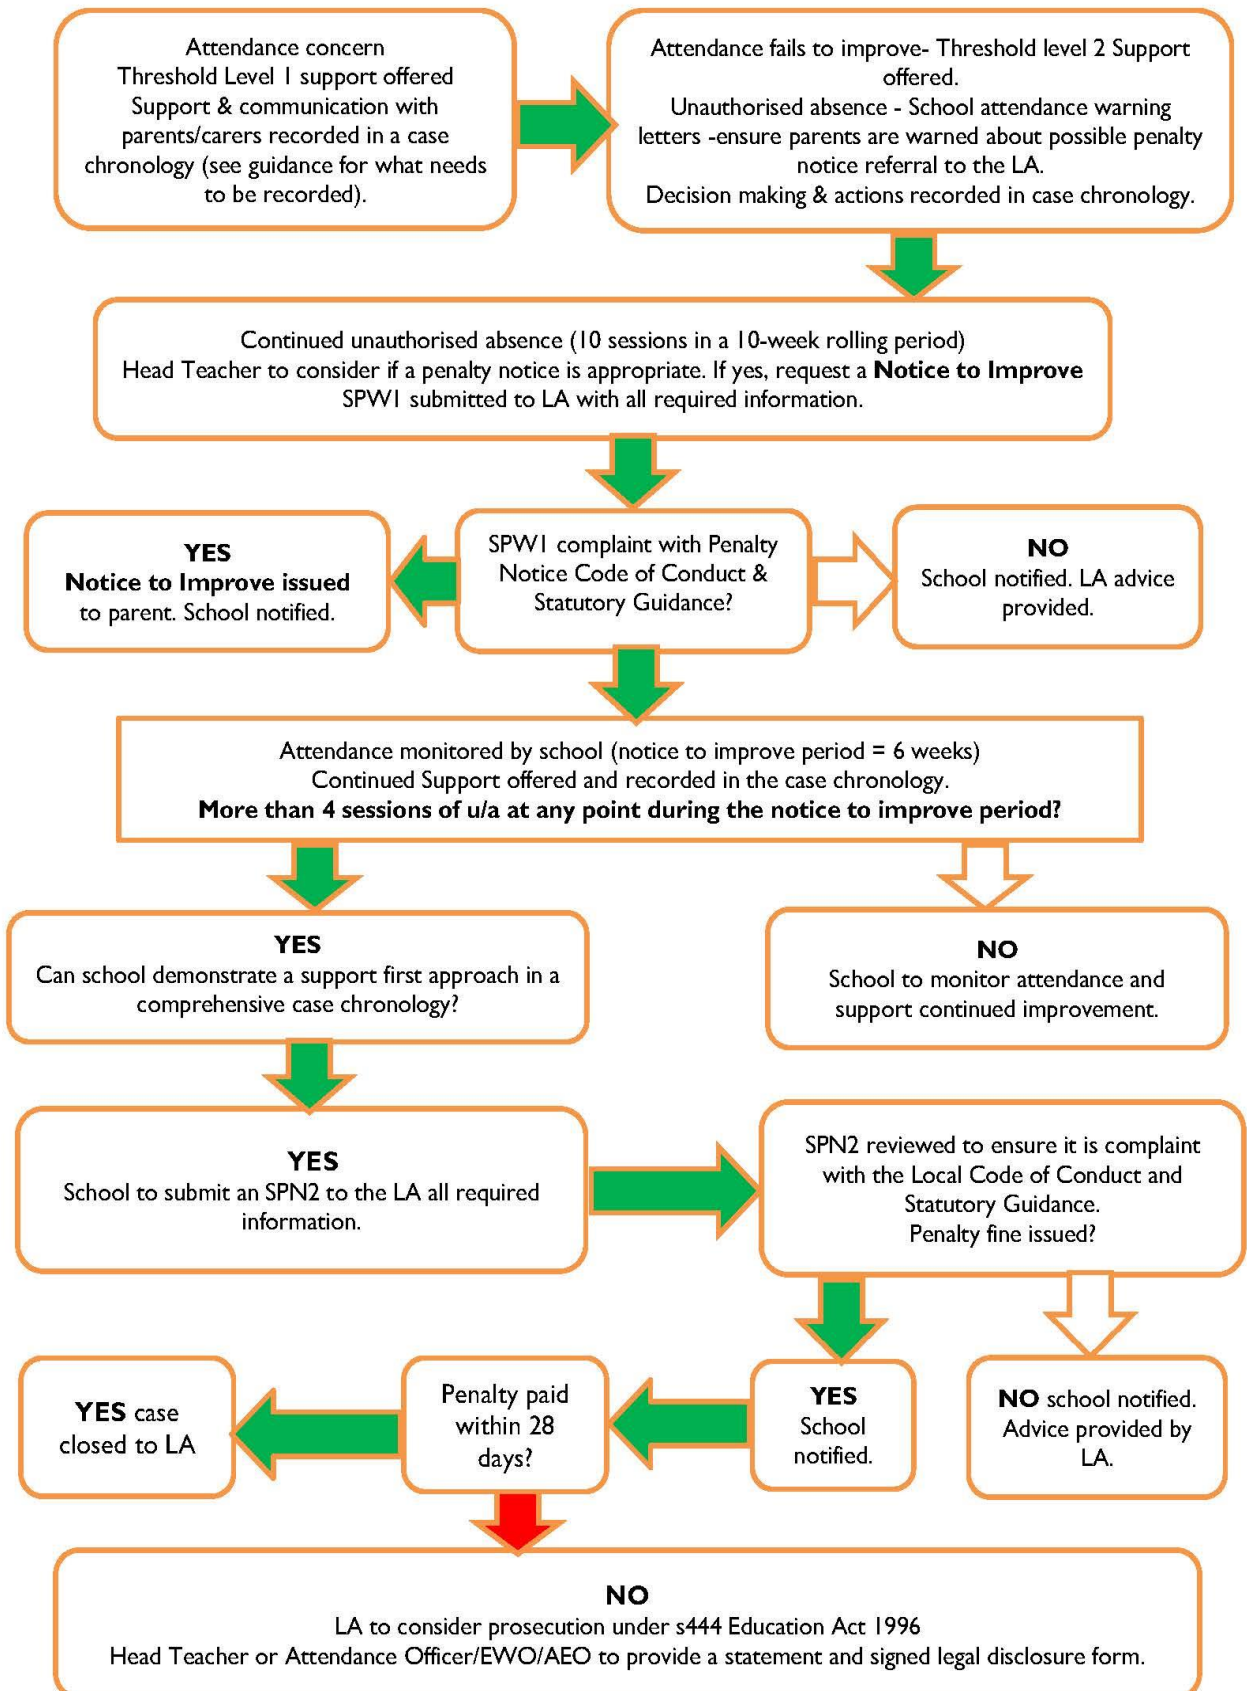 Attendance concern
Threshold Level 1 support offered
Support & communication with
parents/carers recorded in a case
chronology (see guidance for what needs
to be recorded).
Attendance fails to improve- Threshold level 2 Support
offered.
Unauthorised absence - School attendance warning
letters -ensure parents are warned about possible penalty
notice referral to the LA.
Decision making & actions recorded in case chronology.
Continued unauthorised absence (10 sessions in a 10-week rolling period)
Head Teacher to consider if a penalty notice is appropriate. If yes, request a Notice to Improve
SPW1 submitted to LA with all required information.
YES
Notice to Improve issued
to parent. School notified.
SPW1 complaint with Penalty
Notice Code of Conduct &
Statutory Guidance?
NO
School notified. LA advice
provided.
Attendance monitored by school (notice to improve period = 6 weeks)
Continued Support offered and recorded in the case chronology.
More than 4 sessions of u/a at any point during the notice to improve period?
YES
Can school demonstrate a support first approach in a
comprehensive case chronology?
NO
School to monitor attendance and
support continued improvement.
YES
School to submit an SPN2 to the LA all required
information.
SPN2 reviewed to ensure it is complaint
with the Local Code of Conduct and
Statutory Guidance.
Penalty fine issued?
YES case
closed to LA
Penalty paid
within 28
days?
YES
School
notified.
NO school notified.
Advice provided by
LA.
NO
LA to consider prosecution under s444 Education Act 1996
Head Teacher or Attendance Officer/EWO/AEO to provide a statement and signed legal disclosure form.